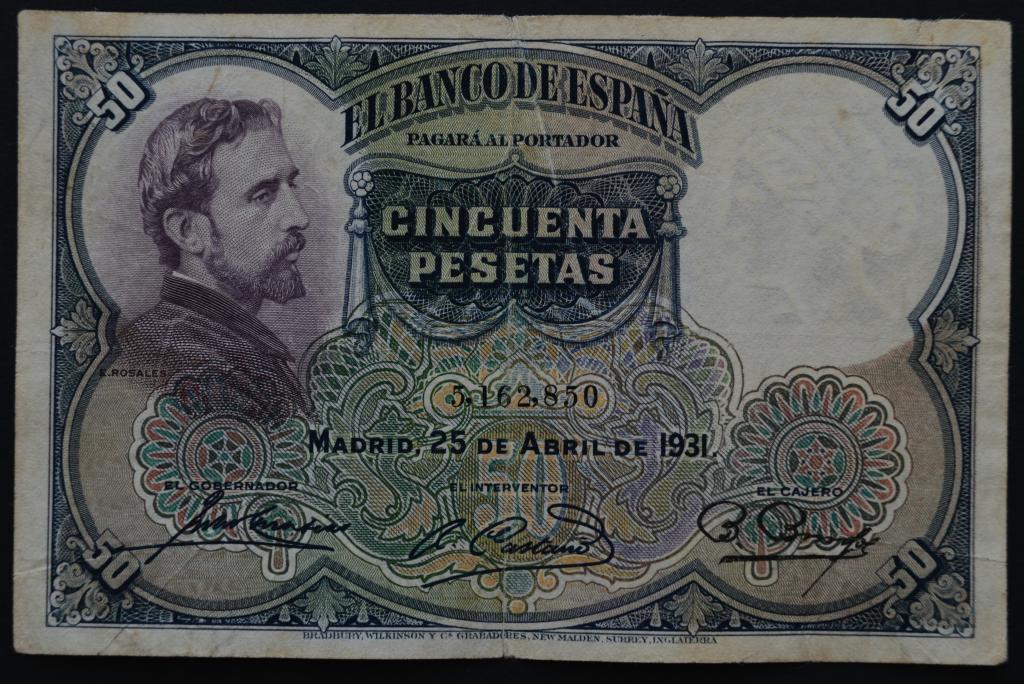 50
50
EL BANCO DE ESPAÑA
PAGARÁ AL PORTADOR
CINCUENTA
PESETAS
E. ROSALES
5,162,850
MADRID, 25 DE ABRIL DE 1931.
50
EL GOBERNADOR
EL INTERVENTOR
EL CAJERO
50
50
BRADBURY, WILKINSON Y Cª GRABADORES, NEW MALDEN, SURREY, INGLATERRA